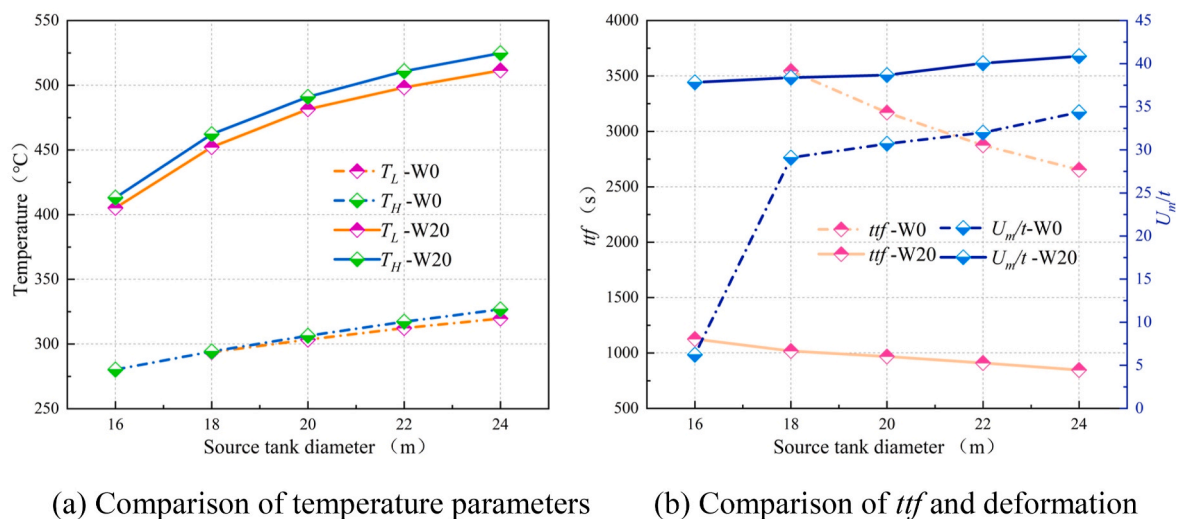 550
500
450
400
350
300
250
Temperature（℃）
16
18
20
22
24
Source tank diameter （m）
T_L -W0
T_H -W0
T_L -W20
T_H -W20
(a) Comparison of temperature parameters
4000
3500
3000
2500
2000
1500
1000
500
ttf （s）
45
40
35
30
25
20
15
10
5
0
U_m/t
16
18
20
22
24
Source tank diameter （m）
ttf -W0
ttf -W20
U_m/t-W0
U_m/t -W20
(b) Comparison of ttf and deformation